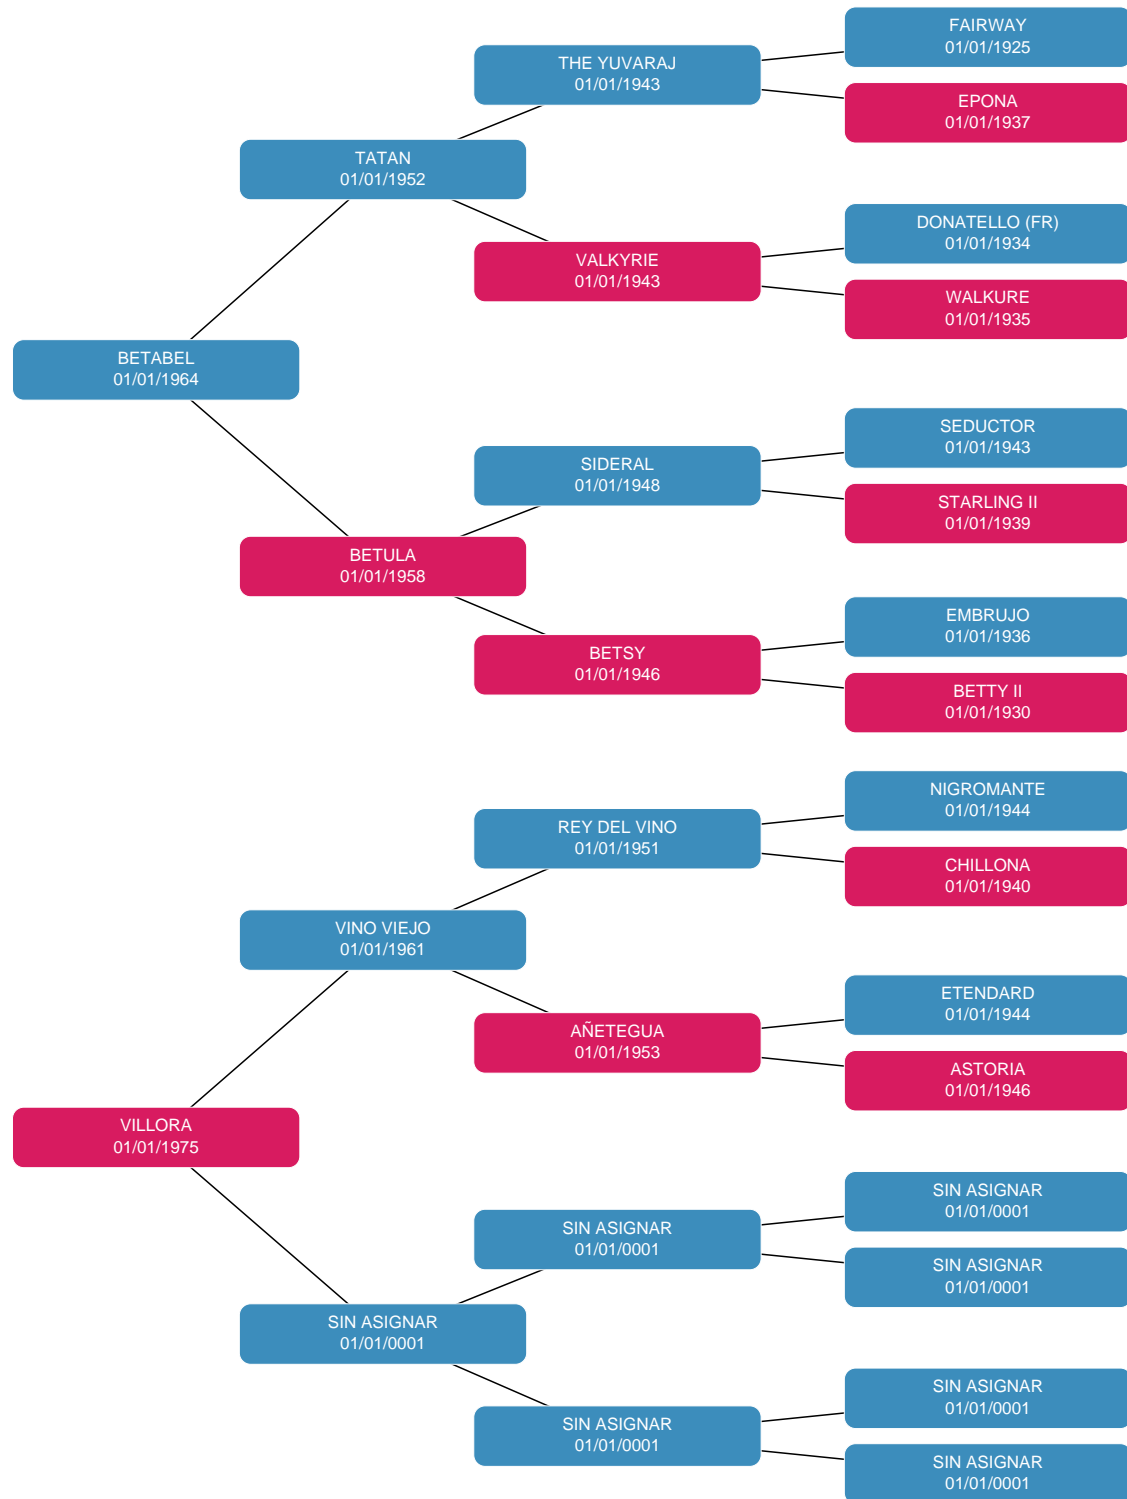 FAIRWAY
01/01/1925
THE YUVARAJ
01/01/1943
EPONA
01/01/1937
TATAN
01/01/1952
DONATELLO (FR)
01/01/1934
VALKYRIE
01/01/1943
WALKURE
01/01/1935
BETABEL
01/01/1964
SEDUCTOR
01/01/1943
SIDERAL
01/01/1948
STARLING II
01/01/1939
BETULA
01/01/1958
EMBRUJO
01/01/1936
BETSY
01/01/1946
BETTY II
01/01/1930
NIGROMANTE
01/01/1944
REY DEL VINO
01/01/1951
CHILLONA
01/01/1940
VINO VIEJO
01/01/1961
ETENDARD
01/01/1944
AÑETEGUA
01/01/1953
ASTORIA
01/01/1946
VILLORA
01/01/1975
SIN ASIGNAR
01/01/0001
SIN ASIGNAR
01/01/0001
SIN ASIGNAR
01/01/0001
SIN ASIGNAR
01/01/0001
SIN ASIGNAR
01/01/0001
SIN ASIGNAR
01/01/0001
SIN ASIGNAR
01/01/0001